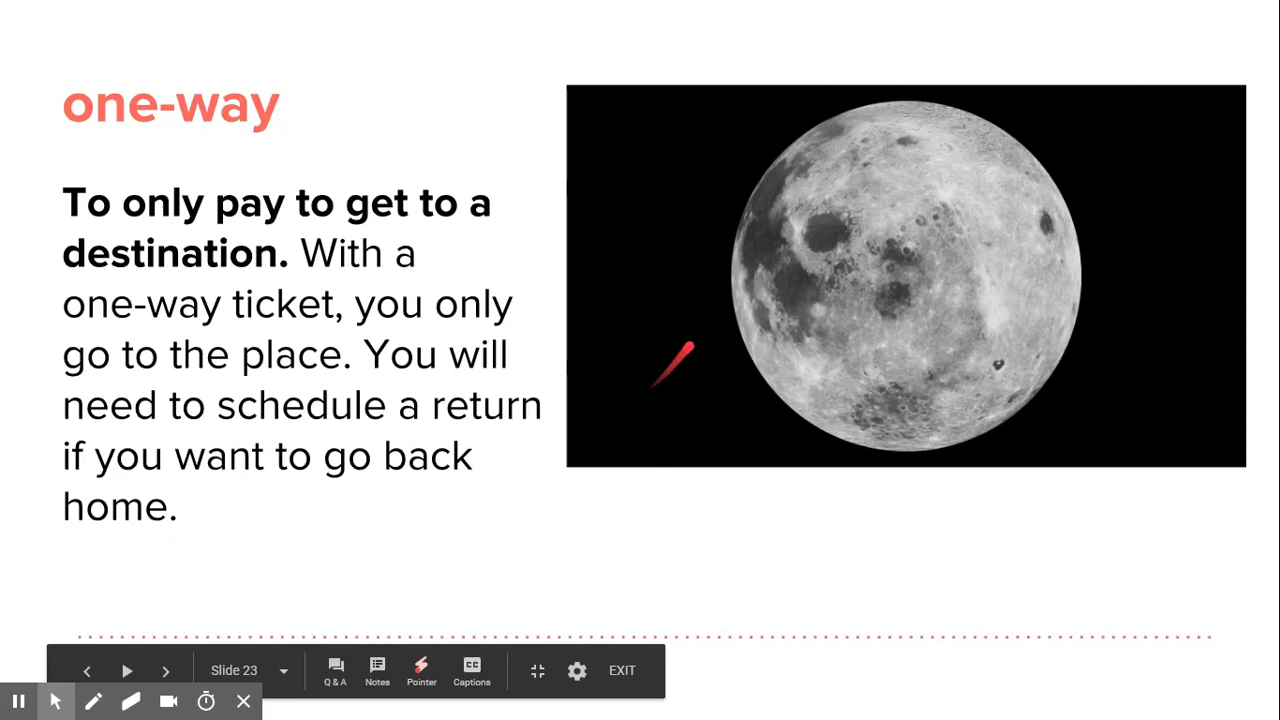 one-way
To only pay to get to a
destination. With a
one-way ticket, you only
go to the place. You will
need to schedule a return
if you want to go back
home.
Slide 23
Q & A
Notes
Pointer
CC
Captions
EXIT